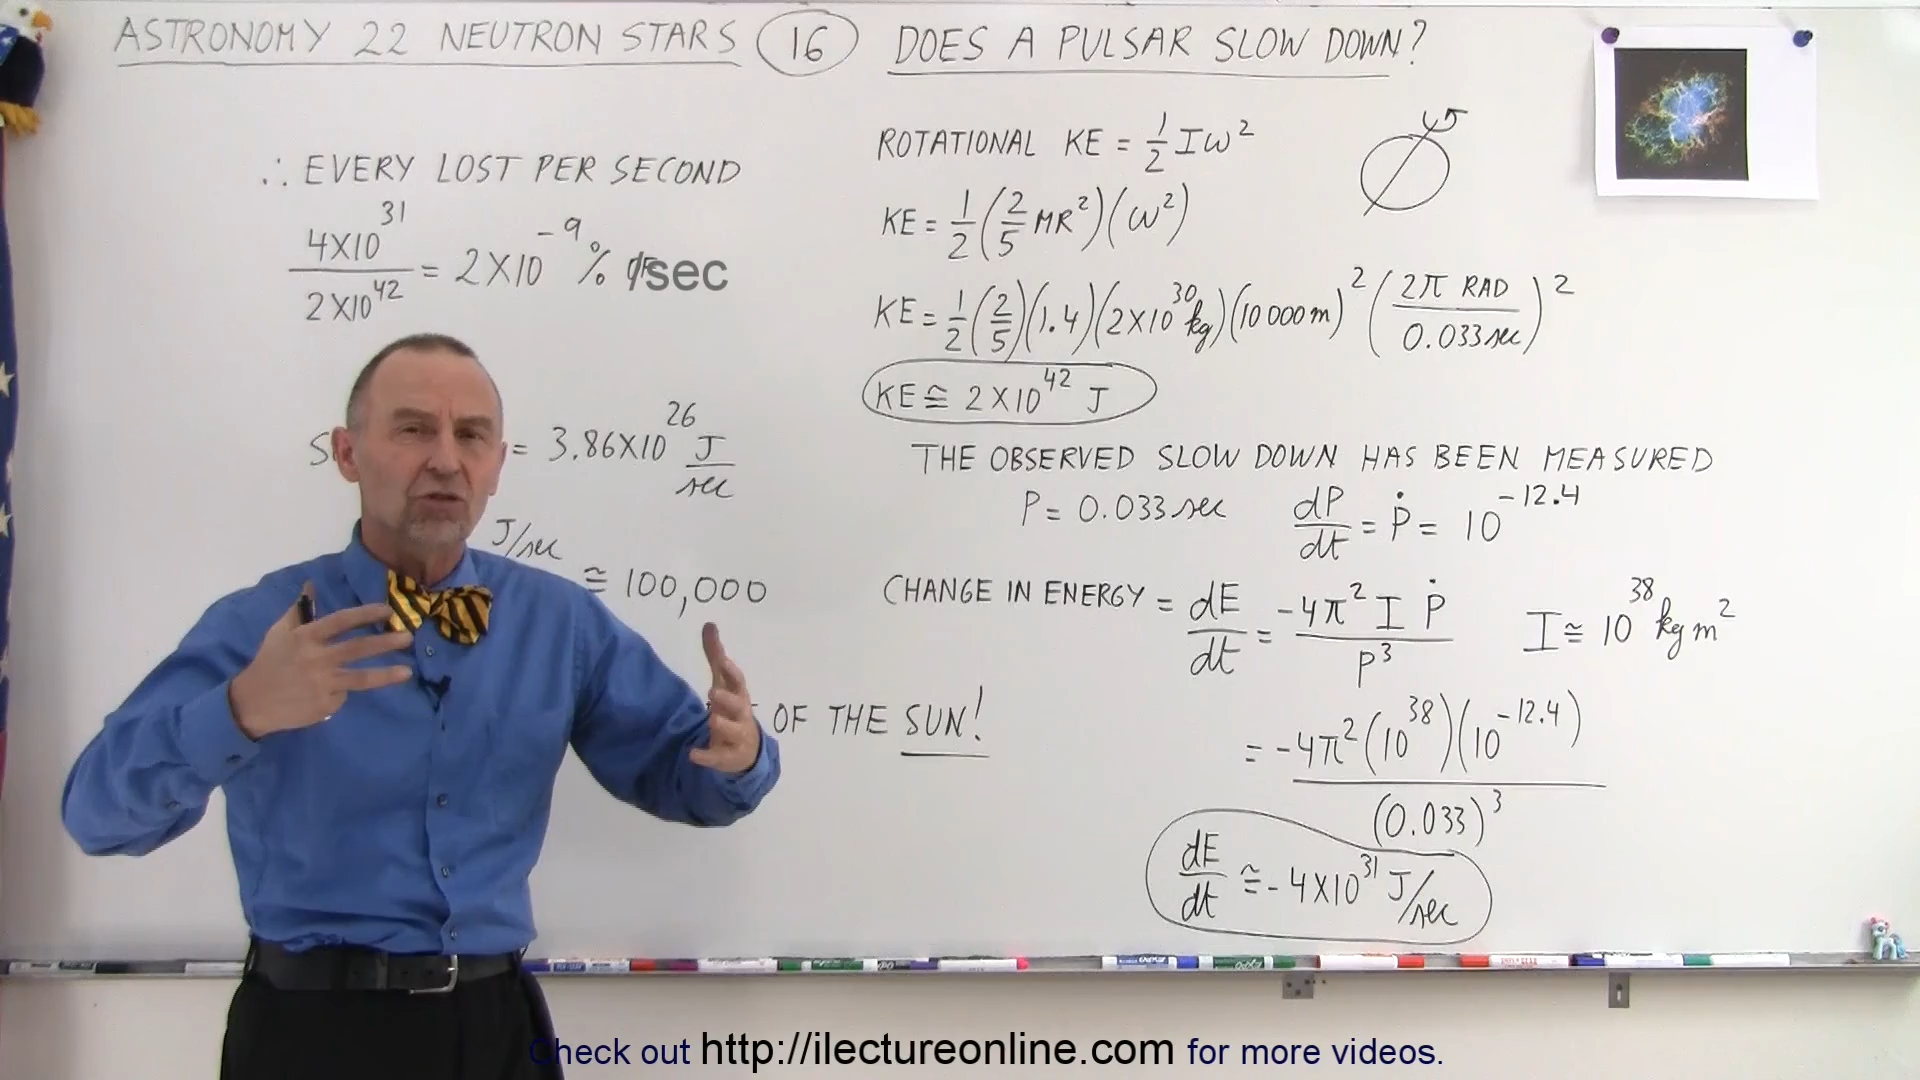 ASTRONOMY 22 NEUTRON STARS 16 DOES A PULSAR SLOW DOWN?
∴ EVERY LOST PER SECOND
4X10^31 / 2X10^42 = 2X10^-9 % /sec
= 3.86X10^26 J/sec
J/sec
≅ 100,000
OF THE SUN!
ROTATIONAL KE = 1/2 Iω^2
KE = 1/2 (2/5 MR^2)(ω^2)
KE = 1/2 (2/5)(1.4)(2X10^30 kg)(10000m)^2 (2π RAD / 0.033 sec)^2
KE ≅ 2X10^42 J
THE OBSERVED SLOW DOWN HAS BEEN MEASURED
P = 0.033 sec dP/dt = Ṗ = 10^-12.4
CHANGE IN ENERGY = dE/dt = -4π^2 I Ṗ / P^3 I ≅ 10^38 kg m^2
= -4π^2 (10^38)(10^-12.4) / (0.033)^3
dE/dt ≅ -4X10^31 J/sec
Check out http://ilectureonline.com for more videos.